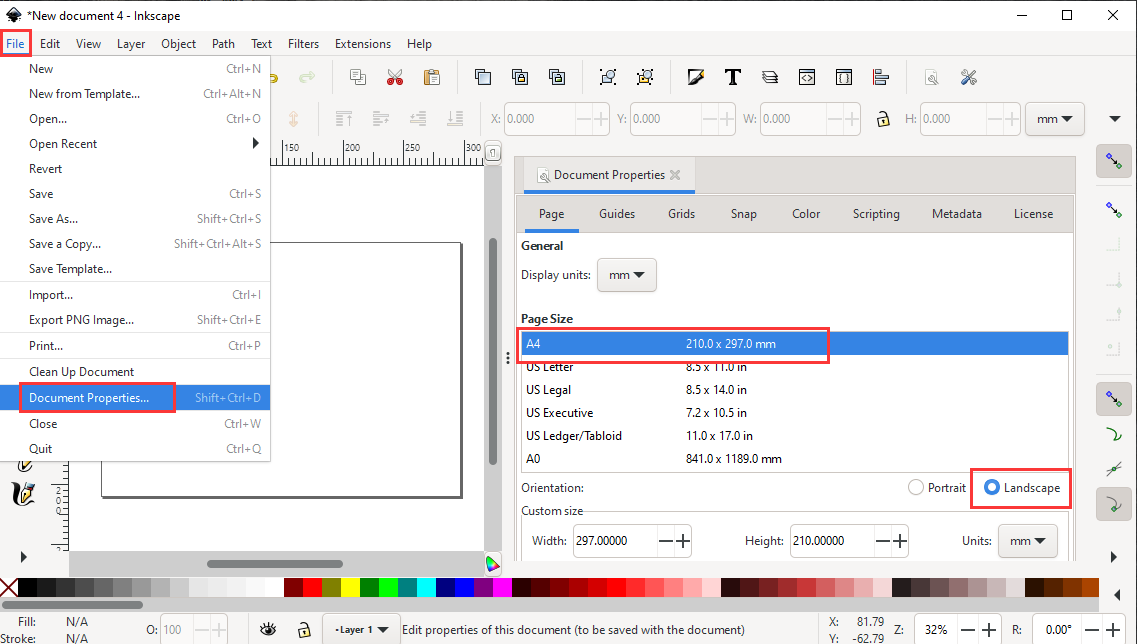 *New document 4 - Inkscape
File Edit View Layer Object Path Text Filters Extensions Help
New Ctrl+N
New from Template... Ctrl+Alt+N
Open... Ctrl+O
Open Recent
Revert
Save Ctrl+S
Save As... Shift+Ctrl+S
Save a Copy... Shift+Ctrl+Alt+S
Save Template...
Import... Ctrl+I
Export PNG Image... Shift+Ctrl+E
Print... Ctrl+P
Clean Up Document
Document Properties... Shift+Ctrl+D
Close Ctrl+W
Quit Ctrl+Q
X: 0.000 Y: 0.000 W: 0.000 H: 0.000 mm
150 200 250 300
200
Document Properties
Page Guides Grids Snap Color Scripting Metadata License
General
Display units: mm
Page Size
A4 210.0 x 297.0 mm
US Letter 8.5 x 11.0 in
US Legal 8.5 x 14.0 in
US Executive 7.2 x 10.5 in
US Ledger/Tabloid 11.0 x 17.0 in
A0 841.0 x 1189.0 mm
Orientation: Portrait Landscape
Custom size
Width: 297.00000 Height: 210.00000 Units: mm
Fill: N/A
Stroke: N/A
O: 100
•Layer 1
Edit properties of this document (to be saved with the document)
X: 81.79
Y: -62.79
Z: 32% R: 0.00°